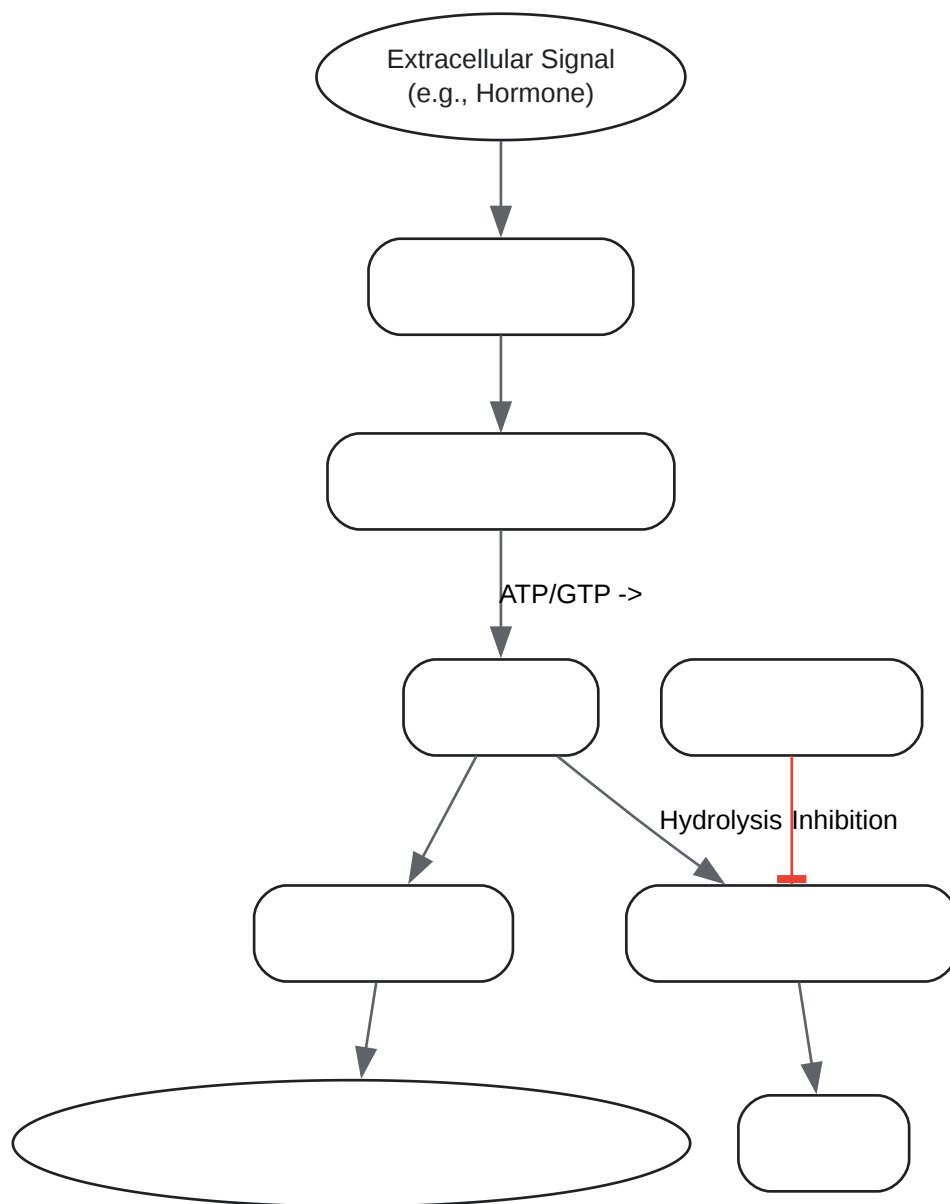 Extracellular Signal
(e.g., Hormone)
ATP/GTP ->
Hydrolysis Inhibition